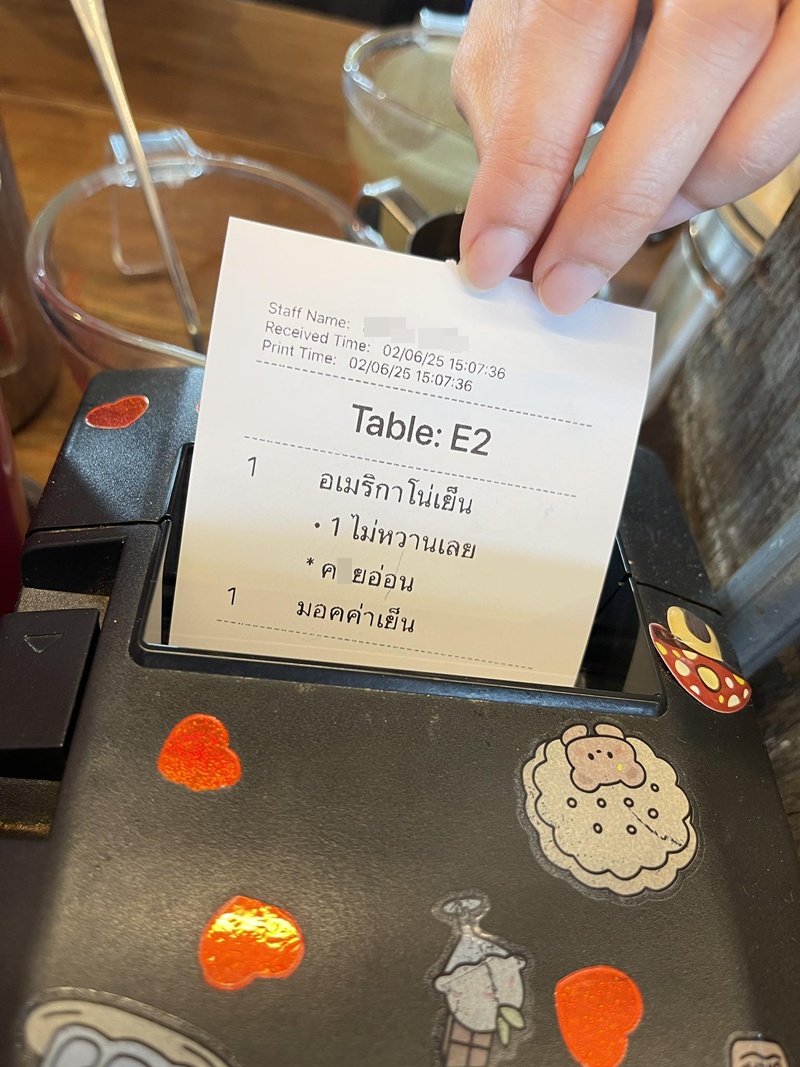 Staff Name:
Received Time: 02/06/25 15:07:36
Print Time: 02/06/25 15:07:36
Table: E2
1 อเมริกาโน่เย็น
• 1 ไม่หวานเลย
*
1 มอคค่าเย็น